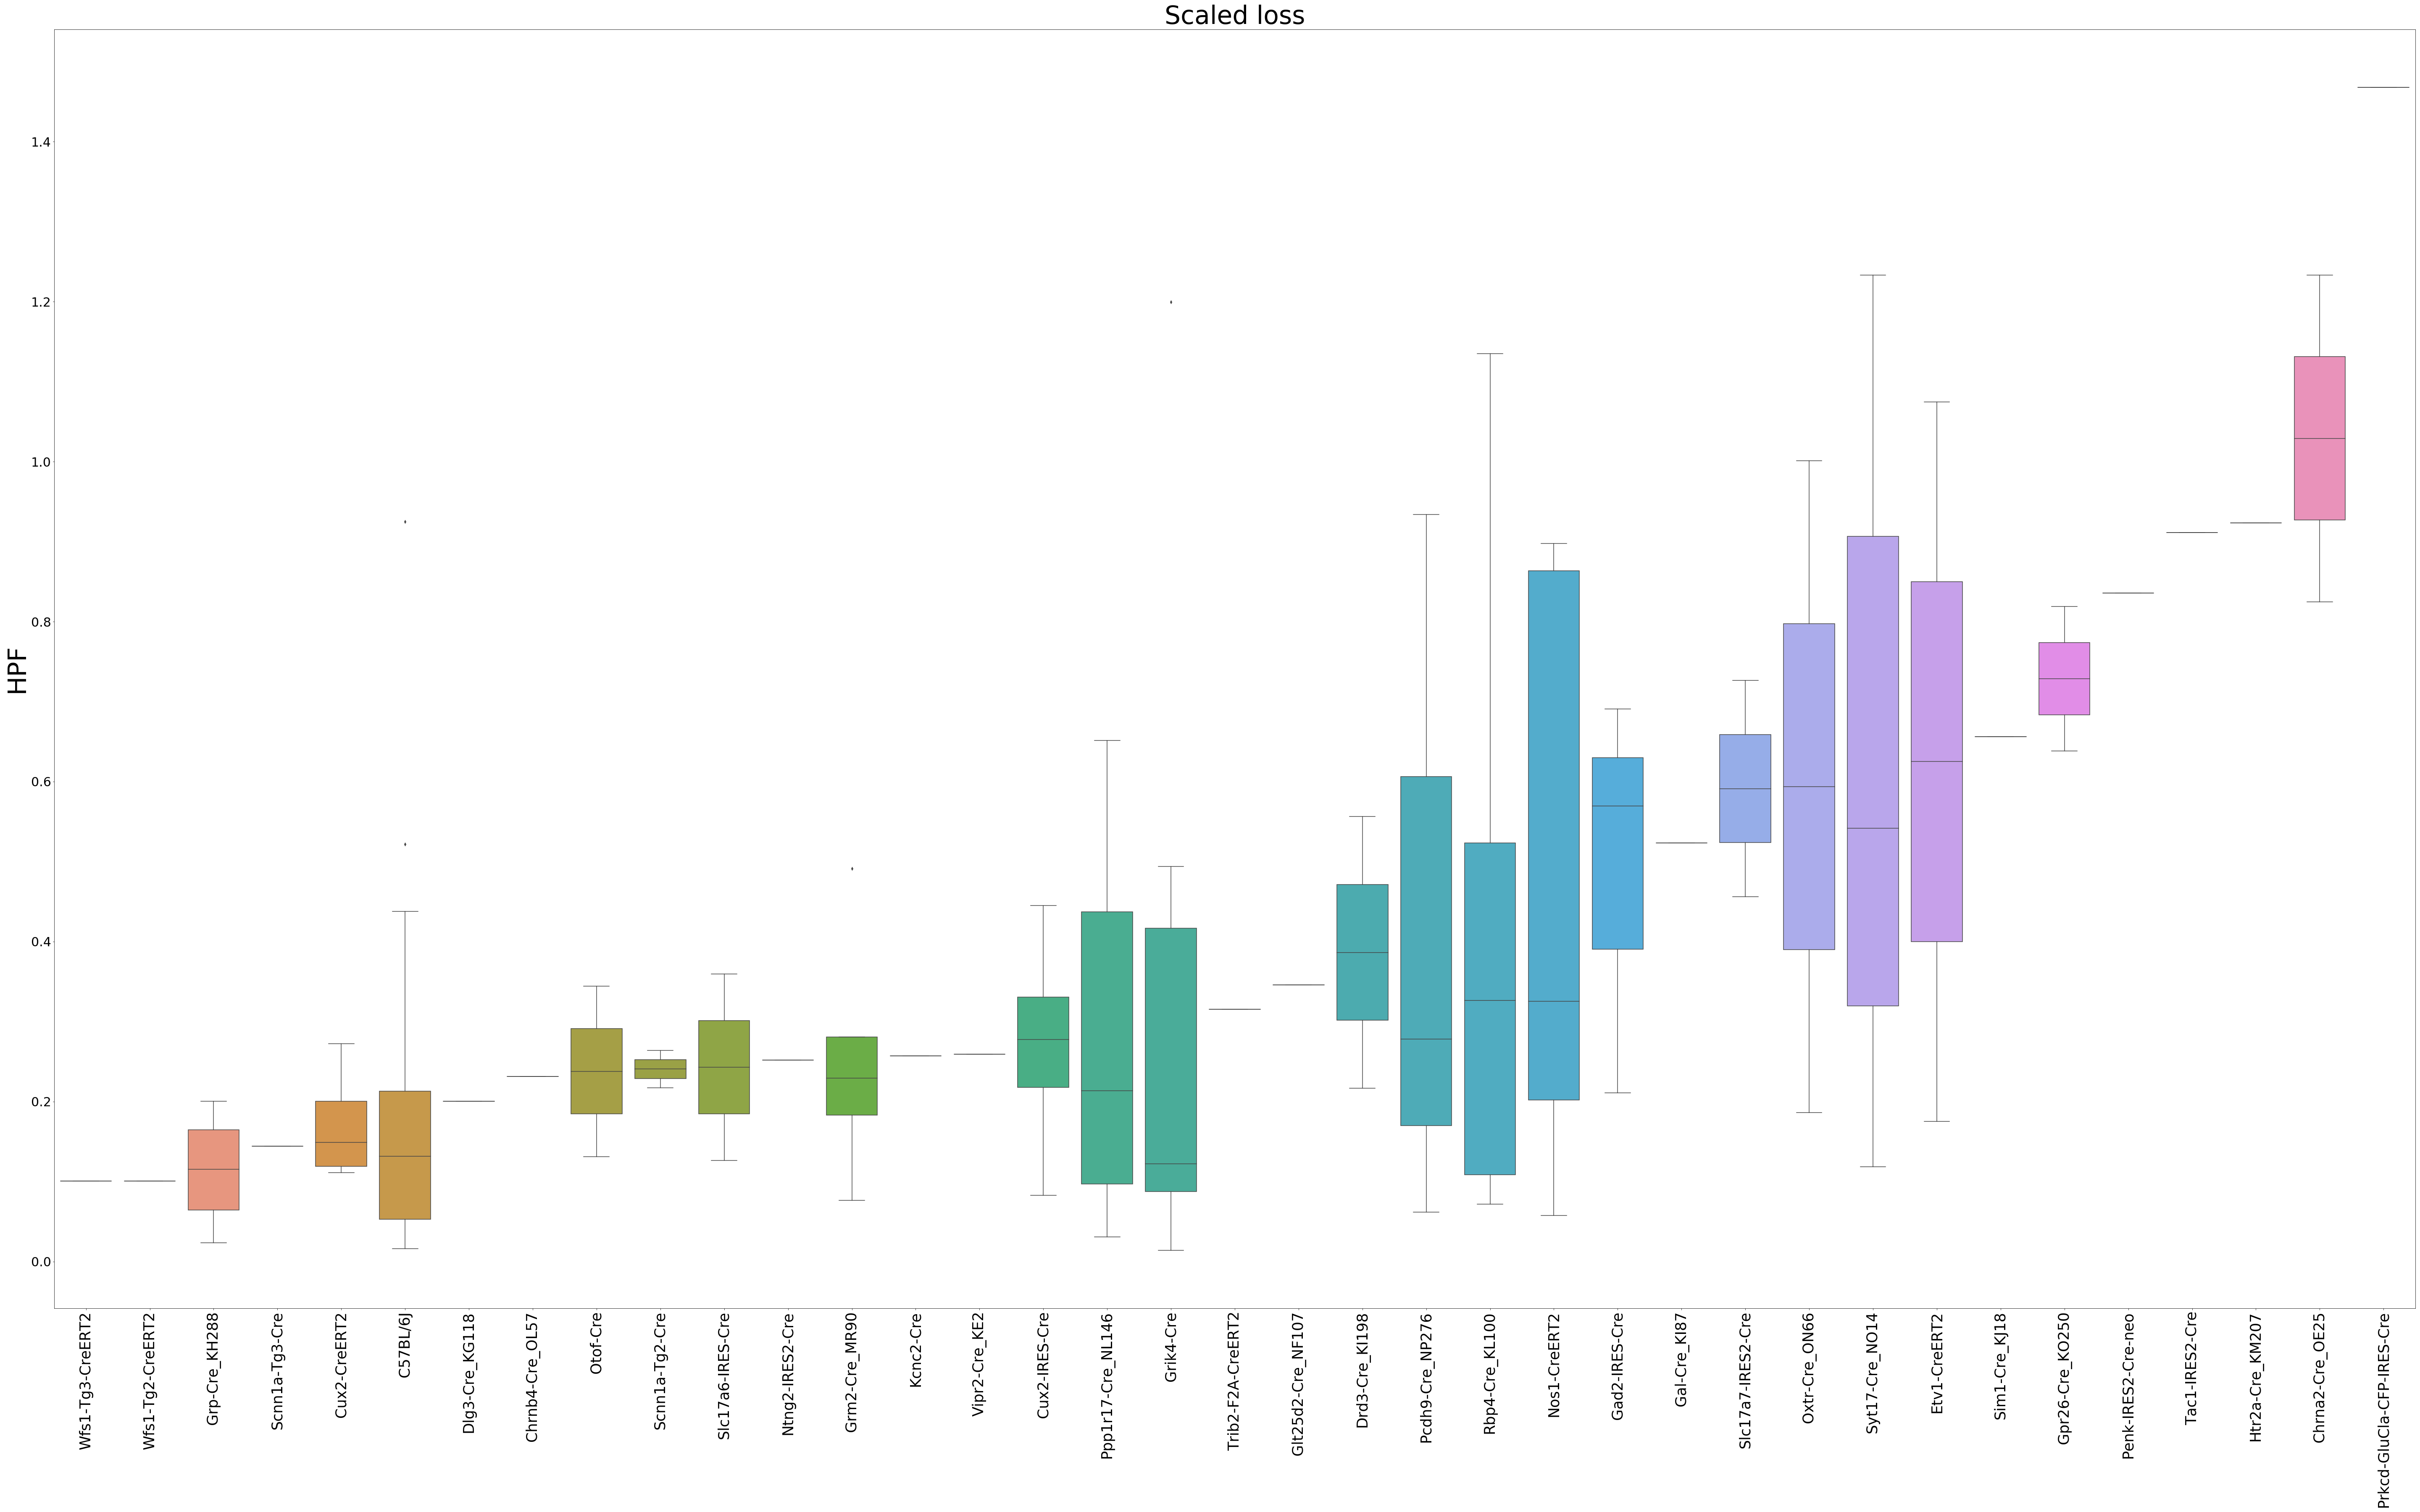 Scaled loss
HPF
1.4
1.2
1.0
0.8
0.6
0.4
0.2
0.0
Wfs1-Tg3-CreERT2
Wfs1-Tg2-CreERT2
Grp-Cre_KH288
Scnn1a-Tg3-Cre
Cux2-CreERT2
C57BL/6J
Dlg3-Cre_KG118
Chrnb4-Cre_OL57
Otof-Cre
Scnn1a-Tg2-Cre
Slc17a6-IRES-Cre
Ntng2-IRES2-Cre
Grm2-Cre_MR90
Kcnc2-Cre
Vipr2-Cre_KE2
Cux2-IRES-Cre
Ppp1r17-Cre_NL146
Grik4-Cre
Trib2-F2A-CreERT2
Glt25d2-Cre_NF107
Drd3-Cre_KI198
Pcdh9-Cre_NP276
Rbp4-Cre_KL100
Nos1-CreERT2
Gad2-IRES-Cre
Gal-Cre_KI87
Slc17a7-IRES2-Cre
Oxtr-Cre_ON66
Syt17-Cre_NO14
Etv1-CreERT2
Sim1-Cre_KJ18
Gpr26-Cre_KO250
Penk-IRES2-Cre-neo
Tac1-IRES2-Cre
Htr2a-Cre_KM207
Chrna2-Cre_OE25
Prkcd-GluCla-CFP-IRES-Cre